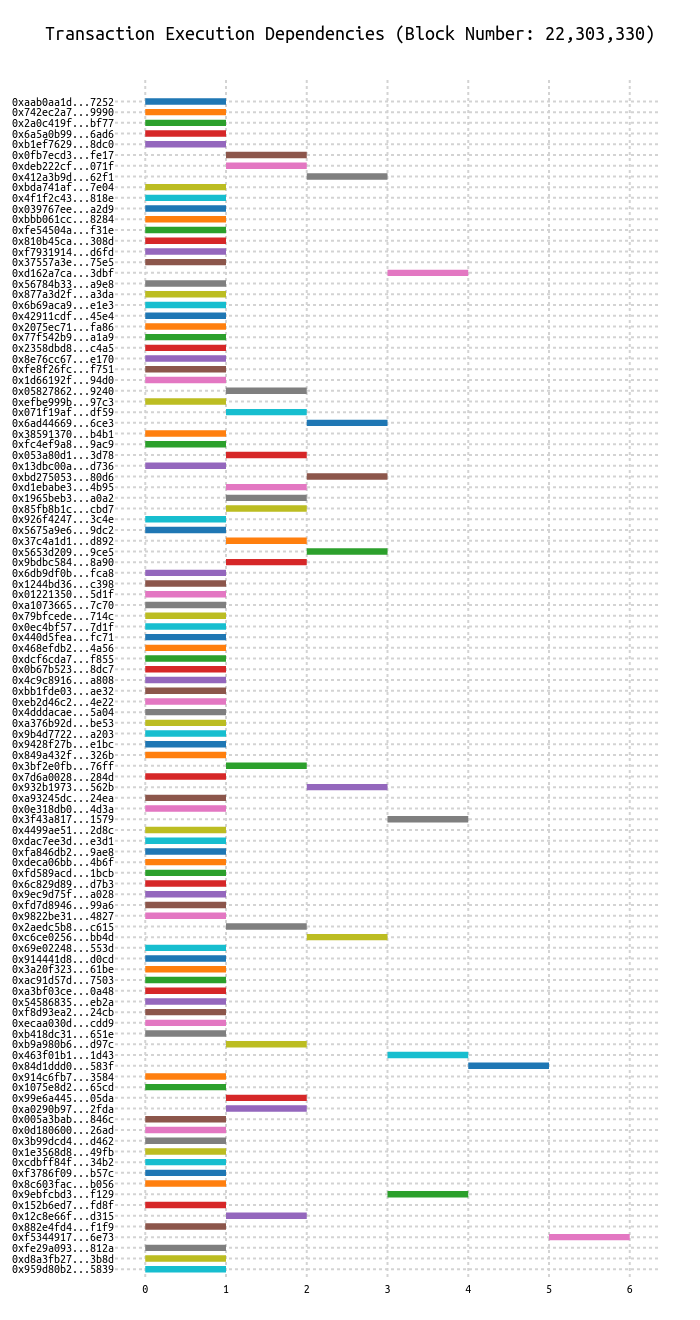 Transaction Execution Dependencies (Block Number: 22,303,330)
0xaab0aa1d...7252
0x742ec2a7...9990
0x2a0c419f...bf77
0x6a5a0b99...6ad6
0xb1ef7629...8dc0
0x0fb7ecd3...fe17
0xdeb222cf...071f
0x412a3b9d...62f1
0xbda741af...7e04
0x4f1f2c43...818e
0x039767ee...a2d9
0xbbb061cc...8284
0xfe54504a...f31e
0x810b45ca...308d
0xf7931914...d6fd
0x37557a3e...75e5
0xd162a7ca...3dbf
0x56784b33...a9e8
0x877a3d2f...a3da
0x6b69aca9...e1e3
0x42911cdf...45e4
0x2075ec71...fa86
0x77f542b9...a1a9
0x2358dbd8...c4a5
0x8e76cc67...e170
0xfe8f26fc...f751
0x1d66192f...94d0
0x05827862...9240
0xefbe999b...97c3
0x071f19af...df59
0x6ad44669...6ce3
0x38591370...b4b1
0xfc4ef9a8...9ac9
0x053a80d1...3d78
0x13dbc00a...d736
0xbd275053...80d6
0xd1ebabe3...4b95
0x1965beb3...a0a2
0x85fb8b1c...cbd7
0x926f4247...3c4e
0x5675a9e6...9dc2
0x37c4a1d1...d892
0x5653d209...9ce5
0x9bdbc584...8a90
0x6db9df0b...fca8
0x1244bd36...c398
0x01221350...5d1f
0xa1073665...7c70
0x79bfcede...714c
0x0ec4bf57...7d1f
0x440d5fea...fc71
0x468efdb2...4a56
0xdcf6cda7...f855
0x0b67b523...8dc7
0x4c9c8916...a808
0xbb1fde03...ae32
0xeb2d46c2...4e22
0x4dddacae...5a04
0xa376b92d...be53
0x9b4d7722...a203
0x9428f27b...e1bc
0x849a432f...326b
0x3bf2e0fb...76ff
0x7d6a0028...284d
0x932b1973...562b
0xa93245dc...24ea
0x0e318db0...4d3a
0x3f43a817...1579
0x4499ae51...2d8c
0xdac7ee3d...e3d1
0xfa846db2...9ae8
0xdeca06bb...4b6f
0xfd589acd...1bcb
0x6c829d89...d7b3
0x9ec9d75f...a028
0xfd7d8946...99a6
0x9822be31...4827
0x2aedc5b8...c615
0xc6ce0256...bb4d
0x69e02248...553d
0x914441d8...d0cd
0x3a20f323...61be
0xac91d57d...7503
0xa3bf03ce...0a48
0x54586835...eb2a
0xf8d93ea2...24cb
0xecaa030d...cdd9
0xb418dc31...651e
0xb9a980b6...d97c
0x463f01b1...1d43
0x84d1ddd0...583f
0x914c6fb7...3584
0x1075e8d2...65cd
0x99e6a445...05da
0xa0290b97...2fda
0x005a3bab...846c
0x0d180600...26ad
0x3b99dcd4...d462
0x1e3568d8...49fb
0xcdbff84f...34b2
0xf3786f09...b57c
0x8c603fac...b056
0x9ebfcbd3...f129
0x152b6ed7...fd8f
0x12c8e66f...d315
0x882e4fd4...f1f9
0xf5344917...6e73
0xfe29a093...812a
0xd8a3fb27...3b8d
0x959d80b2...5839
0 1 2 3 4 5 6